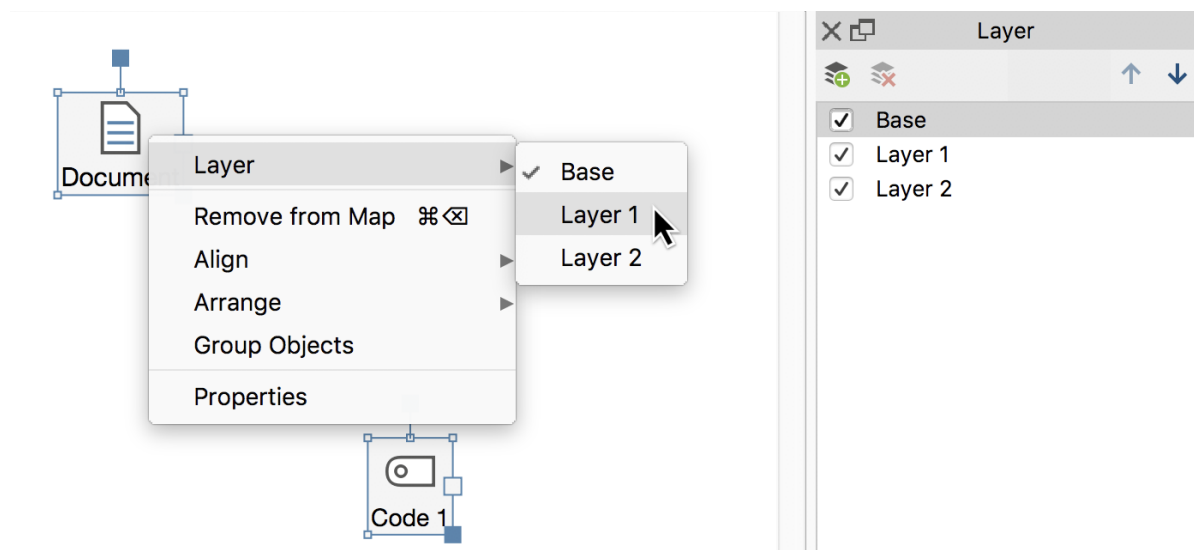 Layer
Base
Layer 1
Layer 2
Layer
Remove from Map ⌘⌫
Align
Arrange
Group Objects
Properties
Base
Layer 1
Layer 2
Docume
Code 1